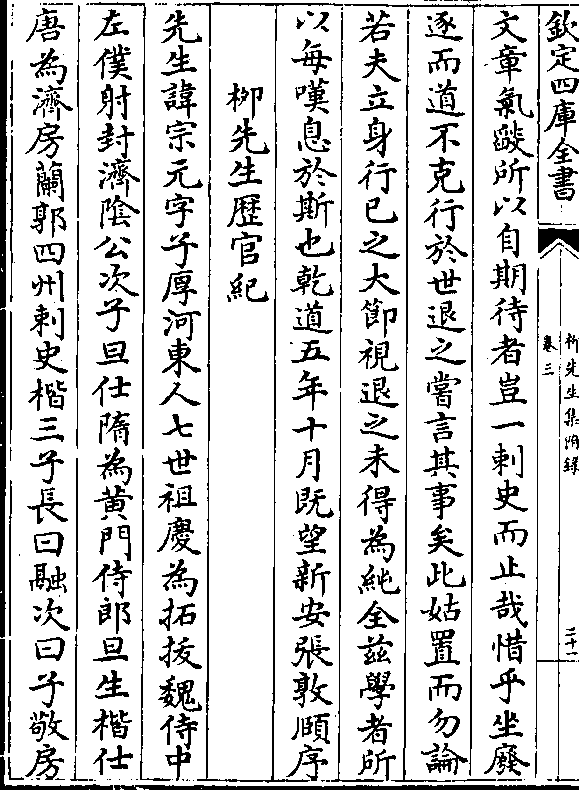 欽定四庫全書
柳先生集附錄
卷三
三十一
文章氣燄所以自期待者豈一剌史而止哉惜乎坐廢
逐而道不克行於世退之嘗言其事矣此姑置而勿論
若夫立身行已之大節視退之未得為純全兹學者所
以每嘆息於斯也乾道五年十月既望新安張敦頤序
柳先生歴官紀
先生諱宗元字子厚河東人七世祖慶為拓拔魏侍中
左僕射封濟陰公次子旦仕隋為黄門侍郎旦生楷仕
唐為濟房蘭郭四州剌史楷三子長曰融次曰子敬房